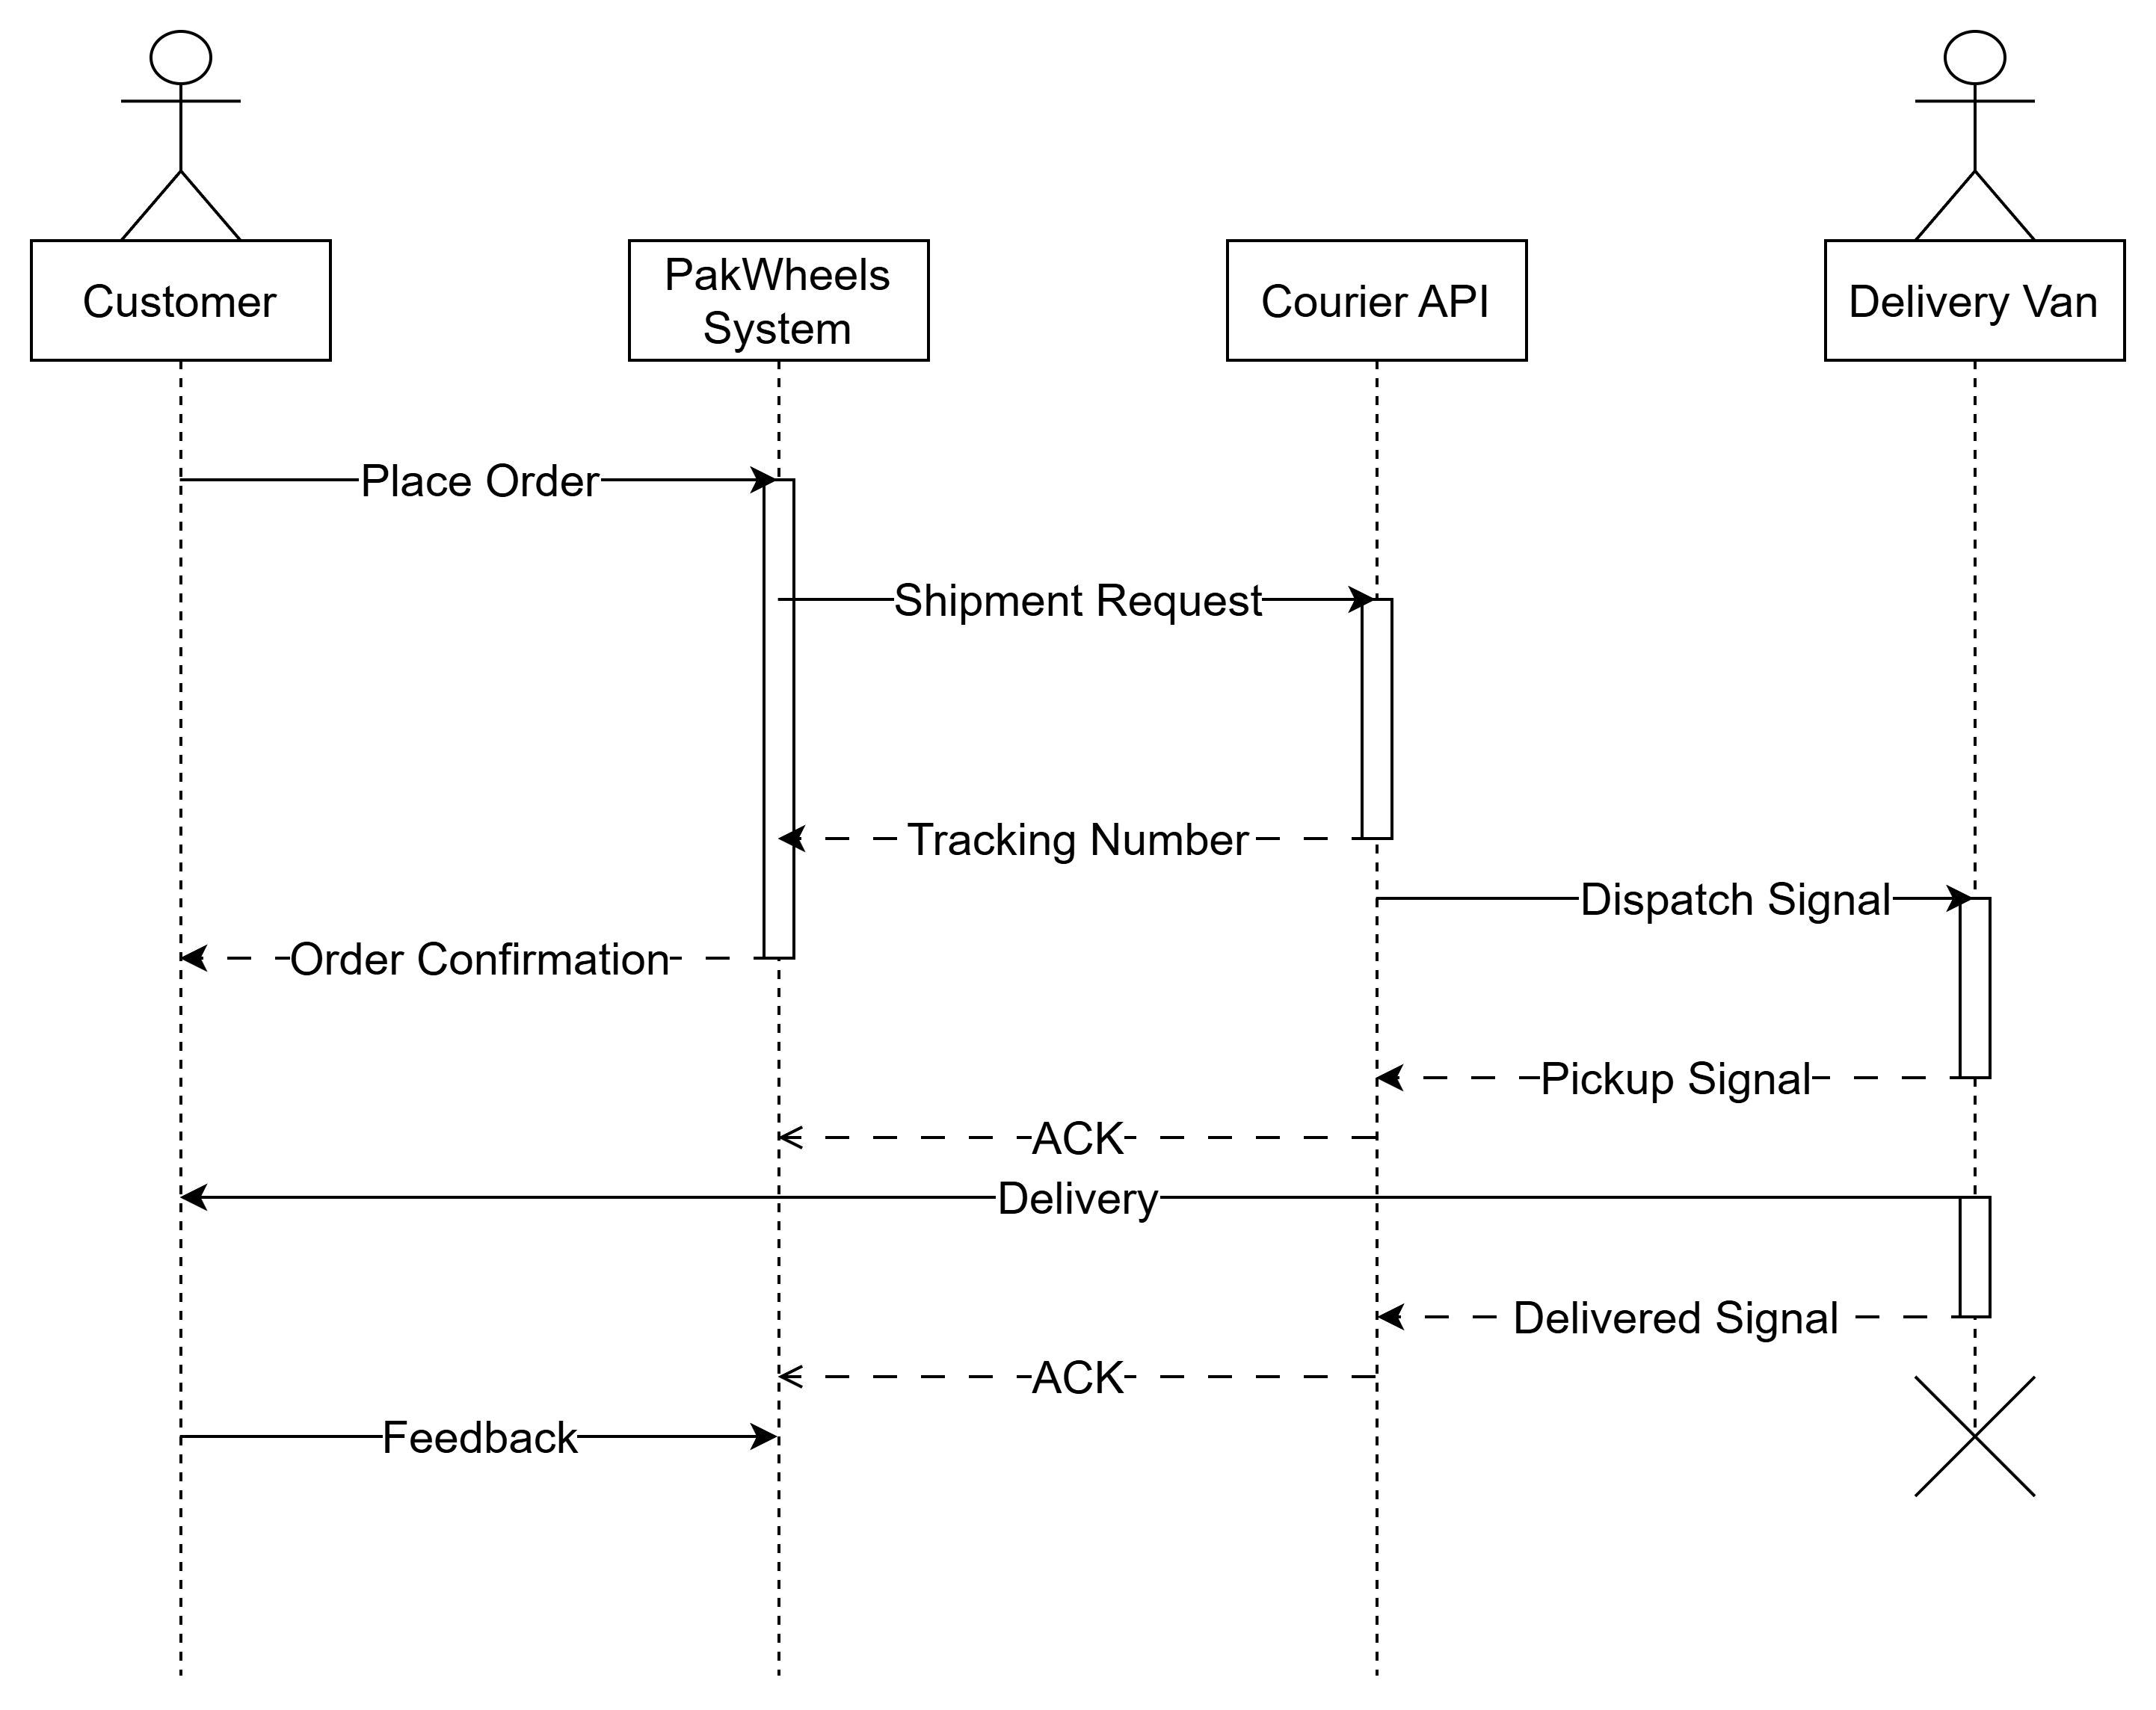 Customer
PakWheels
System
Courier API
Delivery Van
Place Order
Shipment Request
Tracking Number
Dispatch Signal
Order Confirmation
Pickup Signal
ACK
Delivery
Delivered Signal
ACK
Feedback